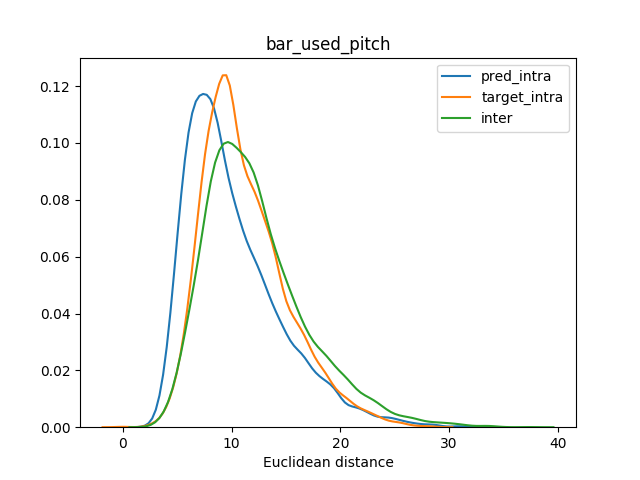 bar_used_pitch
pred_intra
target_intra
inter
0.12
0.10
0.08
0.06
0.04
0.02
0.00
0 10 20 30 40
Euclidean distance